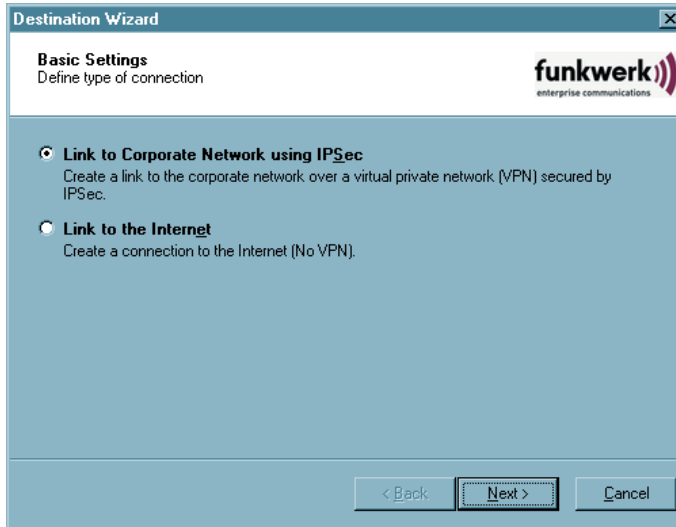 Destination Wizard
Basic Settings
Define type of connection
funkwerk
enterprise communications
Link to Corporate Network using IPSec
Create a link to the corporate network over a virtual private network (VPN) secured by
IPSec.
Link to the Internet
Create a connection to the Internet (No VPN).
< Back
Next >
Cancel